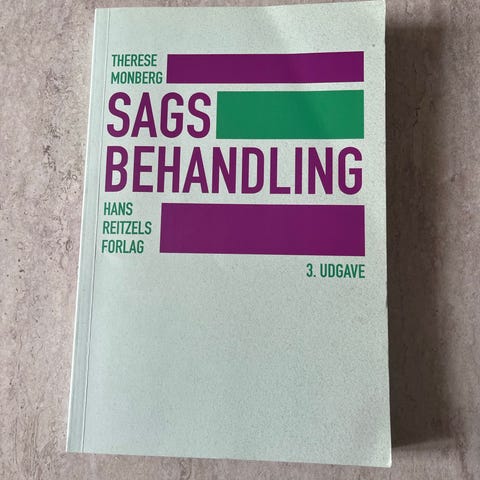 THERESE
MONBERG
SAGS
BEHANDLING
HANS
REITZELS
FORLAG
3. UDGAVE